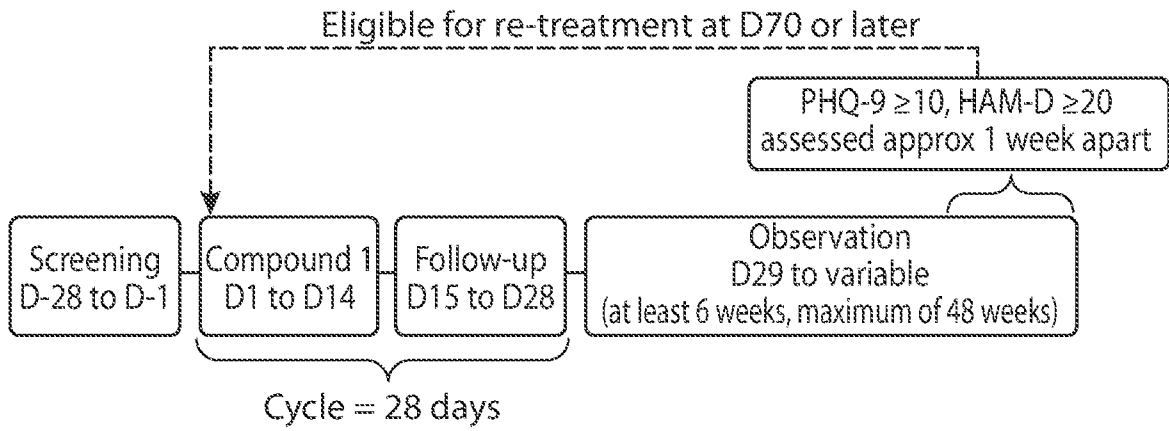 Eligible for re-treatment at D70 or later
PHQ-9 ≥10, HAM-D ≥20
assessed approx 1 week apart
Screening
D-28 to D-1
Compound 1
D1 to D14
Follow-up
D15 to D28
Observation
D29 to variable
(at least 6 weeks, maximum of 48 weeks)
Cycle = 28 days